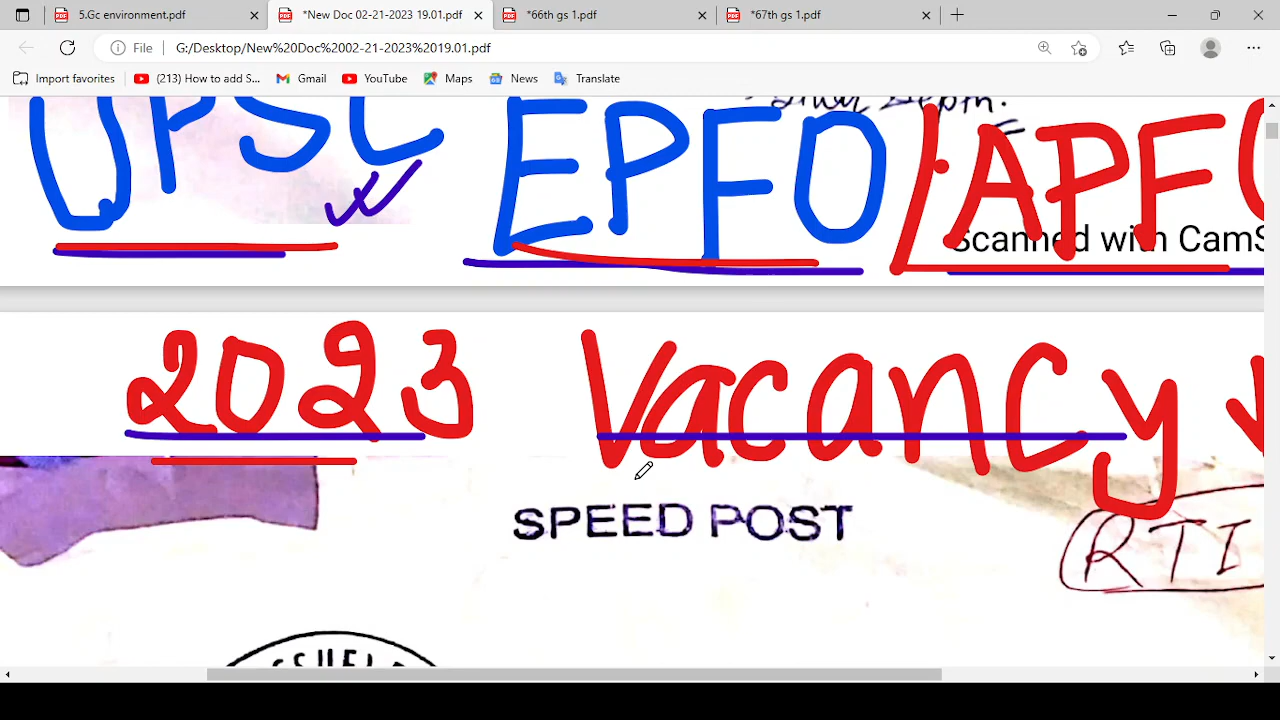 5.Gc environment.pdf
*New Doc 02-21-2023 19.01.pdf
*66th gs 1.pdf
*67th gs 1.pdf
File
G:/Desktop/New%20Doc%2002-21-2023%2019.01.pdf
Import favorites
(213) How to add S...
Gmail
YouTube
Maps
News
Translate
UPSC EPFO/APFO
Scanned with CamS
2023 Vacancy
SPEED POST
RTI